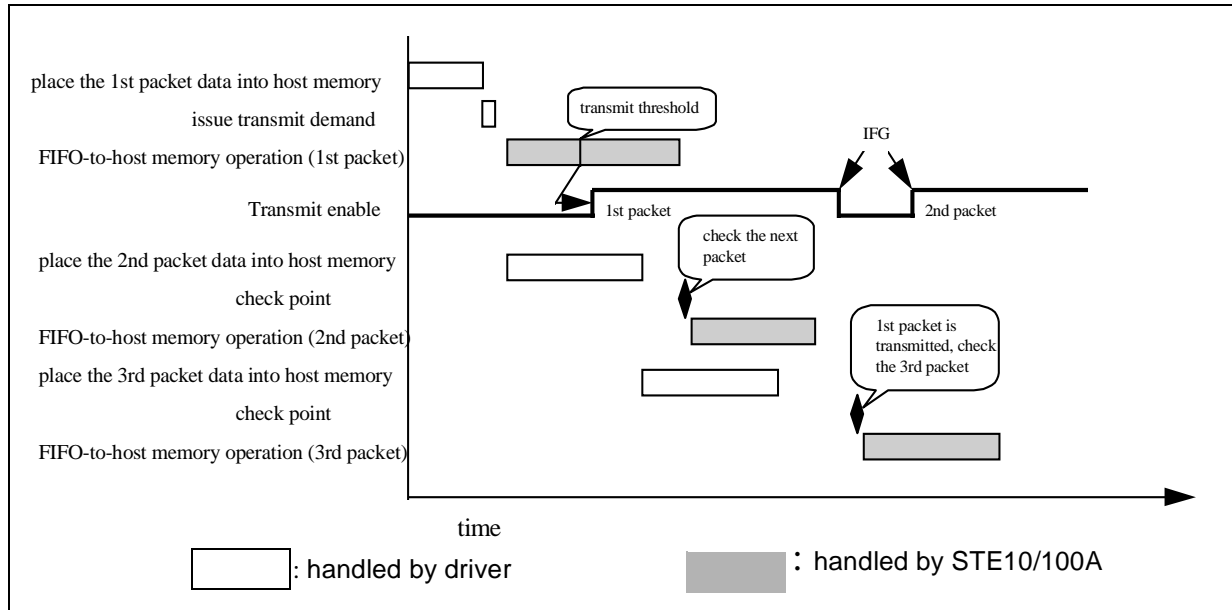 place the 1st packet data into host memory
issue transmit demand
transmit threshold
FIFO-to-host memory operation (1st packet)
IFG
Transmit enable
1st packet
2nd packet
check the next
packet
place the 2nd packet data into host memory
check point
FIFO-to-host memory operation (2nd packet)
1st packet is
transmitted, check
the 3rd packet
place the 3rd packet data into host memory
check point
FIFO-to-host memory operation (3rd packet)
time
: handled by driver
: handled by STE10/100A